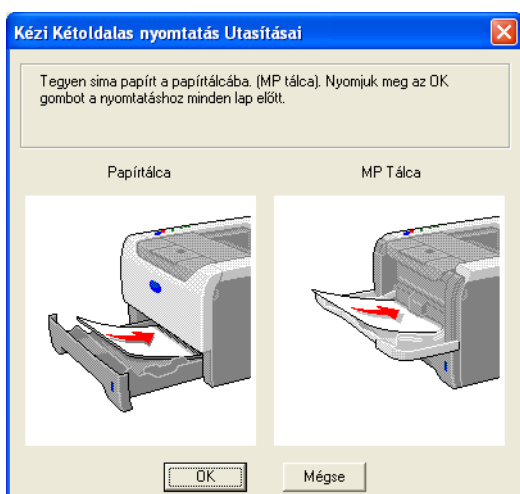 Kézi Kétoldalas nyomtatás Utasításai
Tegyen sima papírt a papírtálcába. (MP tálca). Nyomjuk meg az OK
gombot a nyomtatáshoz minden lap előtt.
Papírtálca
MP Tálca
OK
Mégse